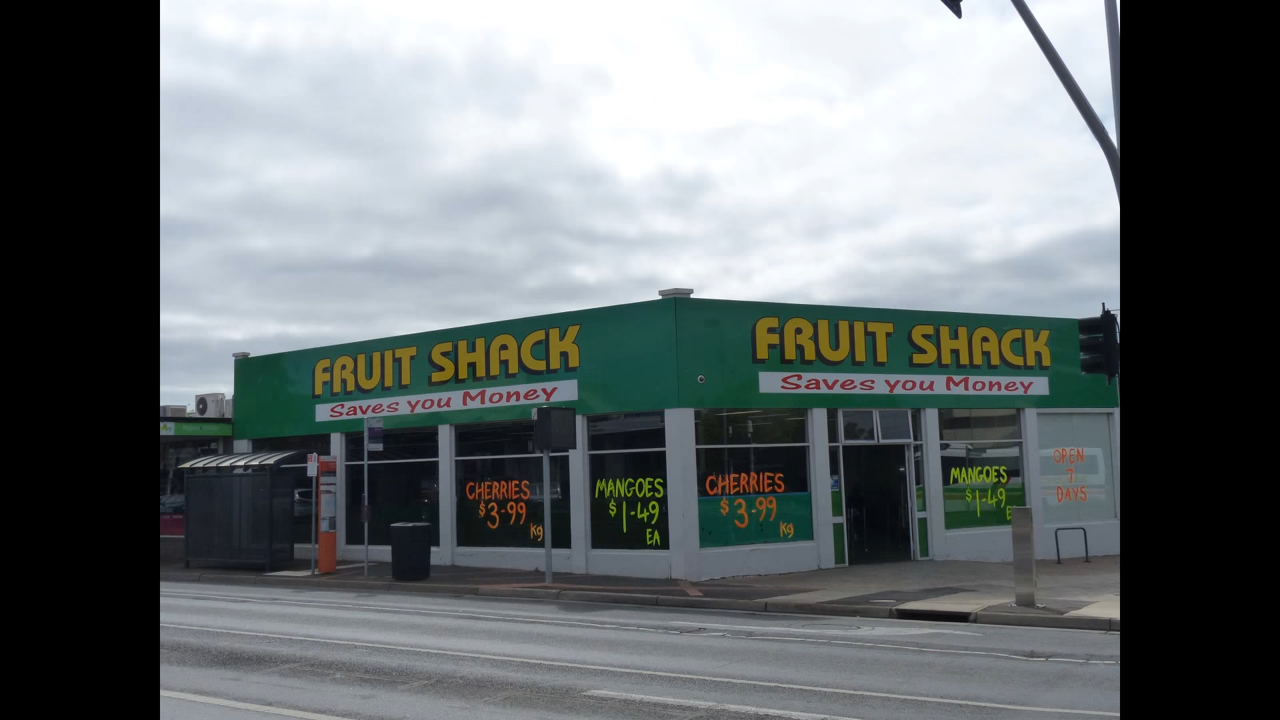 FRUIT SHACK
Saves you Money
FRUIT SHACK
Saves you Money
CHERRIES
$3-99
Kg
MANGOES
$1-49
EA
CHERRIES
$3-99
Kg
MANGOES
$1-49
OPEN
7
DAYS